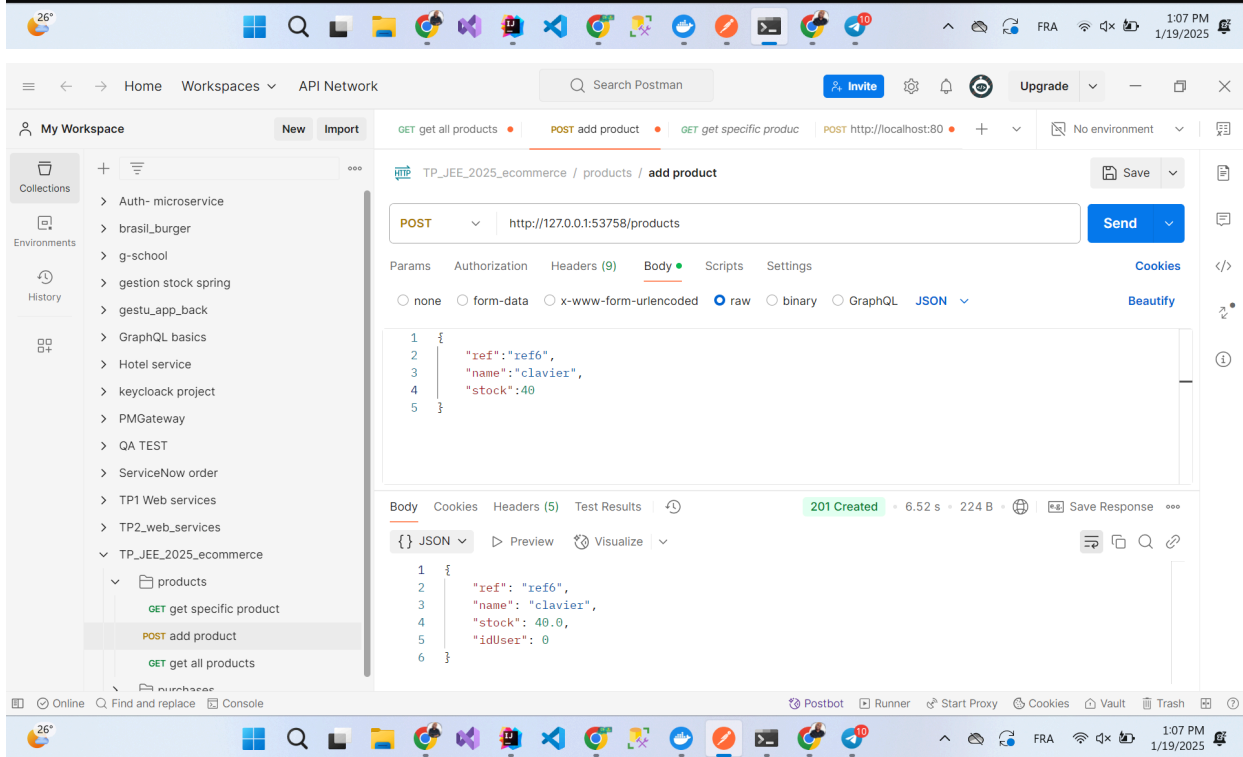 26°
10
FRA
1:07 PM
1/19/2025
Home Workspaces API Network
Search Postman
Invite
Upgrade
My Workspace New Import
GET get all products
POST add product
GET get specific produc
POST http://localhost:80
No environment
Collections
Environments
History
Auth- microservice
brasil_burger
g-school
gestion stock spring
gestu_app_back
GraphQL basics
Hotel service
keycloack project
PMGateway
QA TEST
ServiceNow order
TP1 Web services
TP2_web_services
TP_JEE_2025_ecommerce
products
GET get specific product
POST add product
GET get all products
purchases
HTTP TP_JEE_2025_ecommerce / products / add product
Save
POST http://127.0.0.1:53758/products
Send
Params Authorization Headers (9) Body Scripts Settings Cookies
none form-data x-www-form-urlencoded raw binary GraphQL JSON Beautify
1 {
2 "ref":"ref6",
3 "name":"clavier",
4 "stock":40
5 }
Body Cookies Headers (5) Test Results 201 Created 6.52 s 224 B Save Response
{} JSON Preview Visualize
1 {
2 "ref": "ref6",
3 "name": "clavier",
4 "stock": 40.0,
5 "idUser": 0
6 }
Online Find and replace Console Postbot Runner Start Proxy Cookies Vault Trash
26°
10
FRA
1:07 PM
1/19/2025